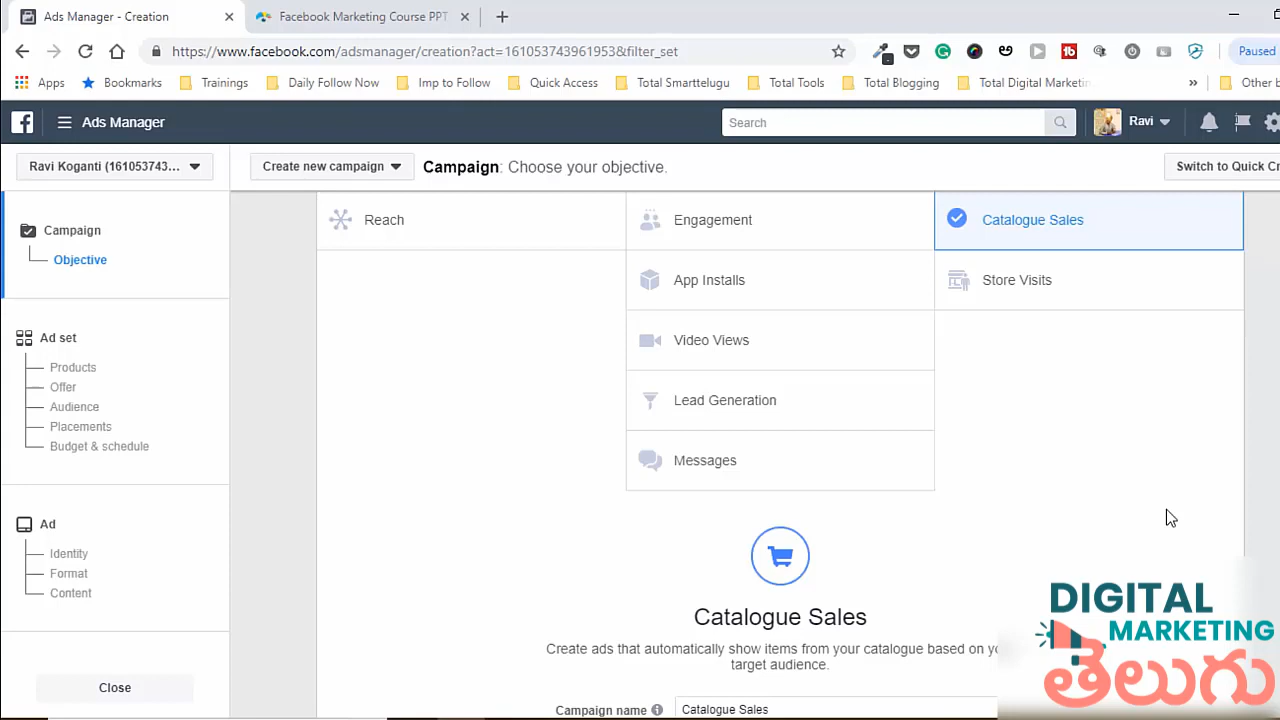 Ads Manager - Creation
Facebook Marketing Course PPT
https://www.facebook.com/adsmanager/creation?act=161053743961953&filter_set
Paused
Apps
Bookmarks
Trainings
Daily Follow Now
Imp to Follow
Quick Access
Total Smarttelugu
Total Tools
Total Blogging
Total Digital Marketin
Other b
Ads Manager
Search
Ravi
Ravi Koganti (161053743...
Create new campaign
Campaign: Choose your objective.
Switch to Quick Cr
Campaign
Objective
Ad set
Products
Offer
Audience
Placements
Budget & schedule
Ad
Identity
Format
Content
Close
Reach
Engagement
Catalogue Sales
App Installs
Store Visits
Video Views
Lead Generation
Messages
Catalogue Sales
Create ads that automatically show items from your catalogue based on yo
target audience.
Campaign name
Catalogue Sales
DIGITAL
MARKETING
తెలుగు